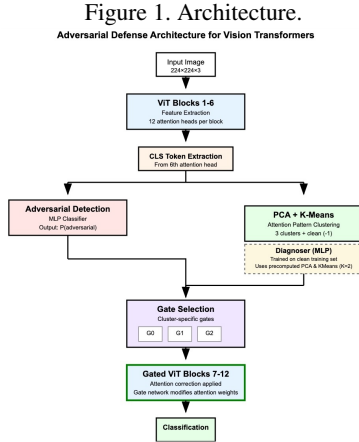 Figure 1. Architecture.
Adversarial Defense Architecture for Vision Transformers
Input Image
224×224×3
ViT Blocks 1-6
Feature Extraction
12 attention heads per block
CLS Token Extraction
From 6th attention head
Adversarial Detection
MLP Classifier
Output: P(adversarial)
PCA + K-Means
Attention Pattern Clustering
3 clusters + clean (-1)
Diagnoser (MLP)
Trained on clean training set
Uses precomputed PCA & KMeans (K=2)
Gate Selection
Cluster-specific gates
G0
G1
G2
Gated ViT Blocks 7-12
Attention correction applied
Gate network modifies attention weights
Classification